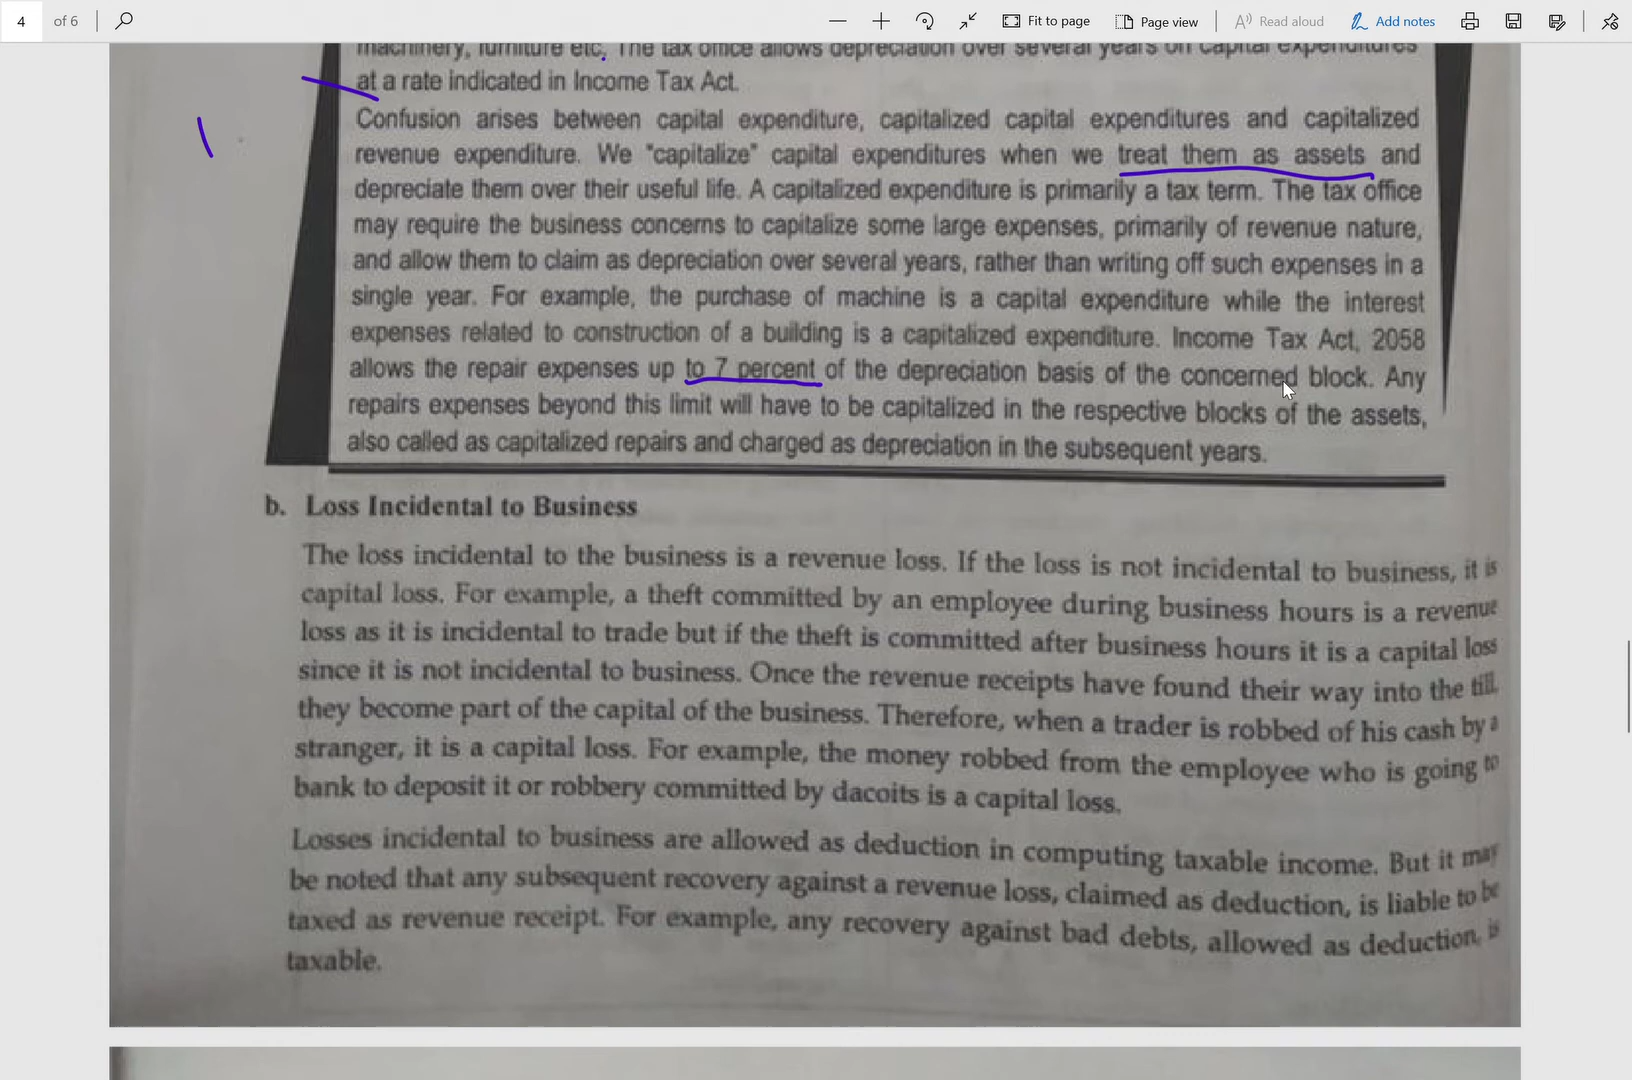 4 of 6
Fit to page
Page view
Read aloud
Add notes
machinery, furniture etc. The tax office allows depreciation over several years on capital expenditures
at a rate indicated in Income Tax Act.
Confusion arises between capital expenditure, capitalized capital expenditures and capitalized
revenue expenditure. We "capitalize" capital expenditures when we treat them as assets and
depreciate them over their useful life. A capitalized expenditure is primarily a tax term. The tax office
may require the business concerns to capitalize some large expenses, primarily of revenue nature,
and allow them to claim as depreciation over several years, rather than writing off such expenses in a
single year. For example, the purchase of machine is a capital expenditure while the interest
expenses related to construction of a building is a capitalized expenditure. Income Tax Act, 2058
allows the repair expenses up to 7 percent of the depreciation basis of the concerned block. Any
repairs expenses beyond this limit will have to be capitalized in the respective blocks of the assets,
also called as capitalized repairs and charged as depreciation in the subsequent years.
b. Loss Incidental to Business
The loss incidental to the business is a revenue loss. If the loss is not incidental to business, it is
capital loss. For example, a theft committed by an employee during business hours is a revenue
loss as it is incidental to trade but if the theft is committed after business hours it is a capital loss
since it is not incidental to business. Once the revenue receipts have found their way into the till,
they become part of the capital of the business. Therefore, when a trader is robbed of his cash by a
stranger, it is a capital loss. For example, the money robbed from the employee who is going to
bank to deposit it or robbery committed by dacoits is a capital loss.
Losses incidental to business are allowed as deduction in computing taxable income. But it may
be noted that any subsequent recovery against a revenue loss, claimed as deduction, is liable to be
taxed as revenue receipt. For example, any recovery against bad debts, allowed as deduction, is
taxable.